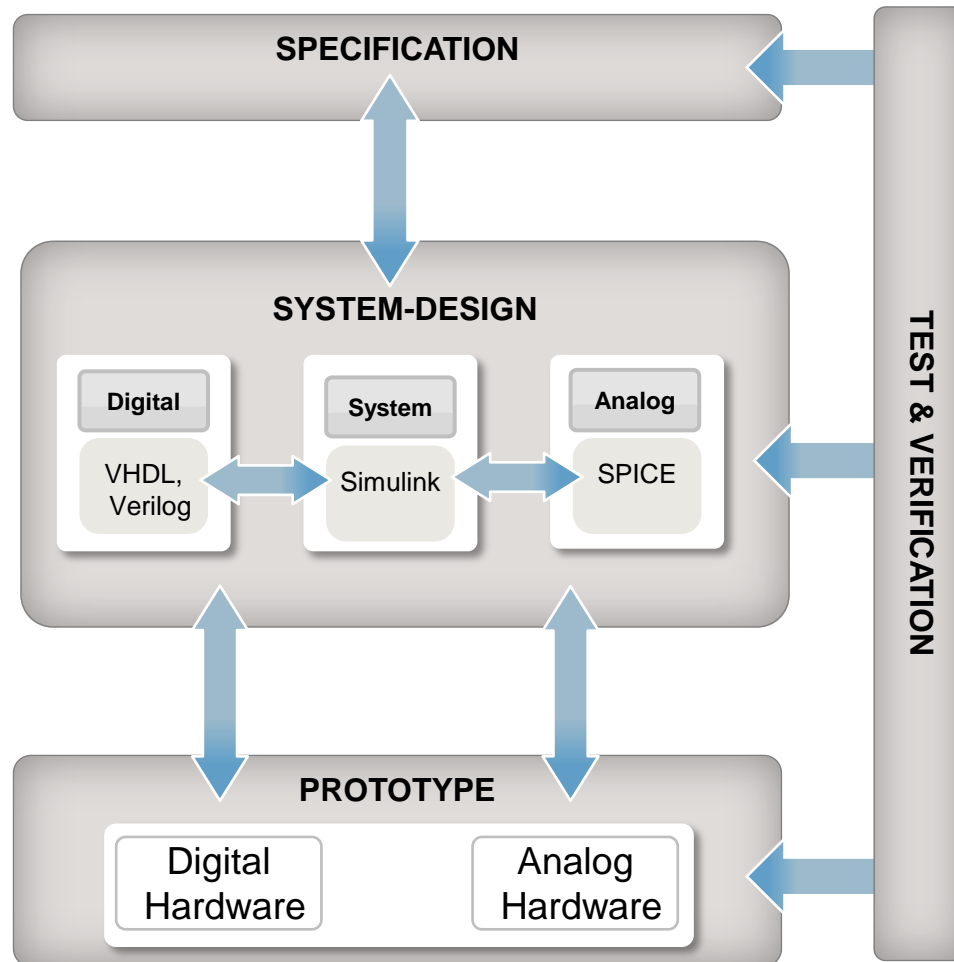 SPECIFICATION
SYSTEM-DESIGN
Digital
VHDL,
Verilog
System
Simulink
Analog
SPICE
PROTOTYPE
Digital
Hardware
Analog
Hardware
TEST & VERIFICATION